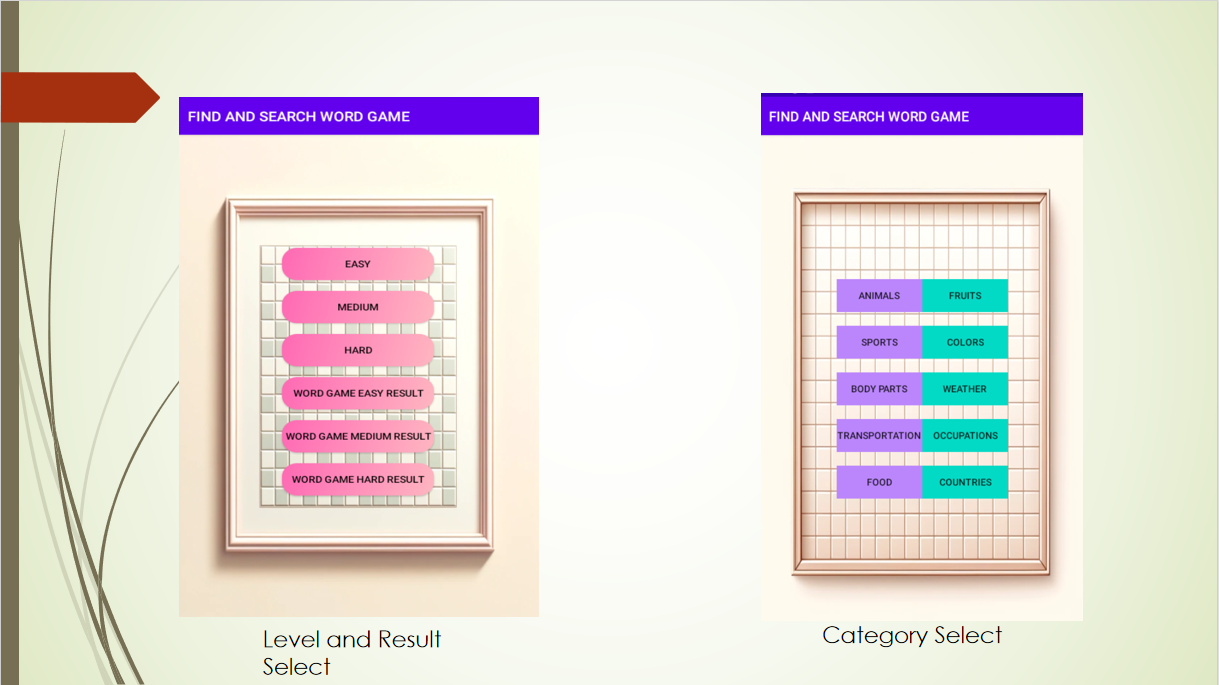 FIND AND SEARCH WORD GAME
EASY
MEDIUM
HARD
WORD GAME EASY RESULT
WORD GAME MEDIUM RESULT
WORD GAME HARD RESULT
Level and Result
Select
FIND AND SEARCH WORD GAME
ANIMALS FRUITS
SPORTS COLORS
BODY PARTS WEATHER
TRANSPORTATION OCCUPATIONS
FOOD COUNTRIES
Category Select